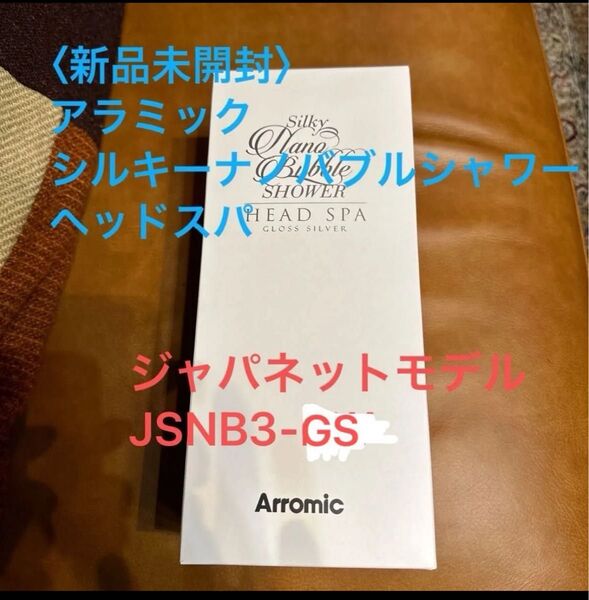 〈新品未開封〉
アラミック
シルキーナノバブルシャワー
ヘッドスパ
Silky
Nano
Bubble
SHOWER
HEAD SPA
GLOSS SILVER
ジャパネットモデル
JSNB3-GS
Arromic